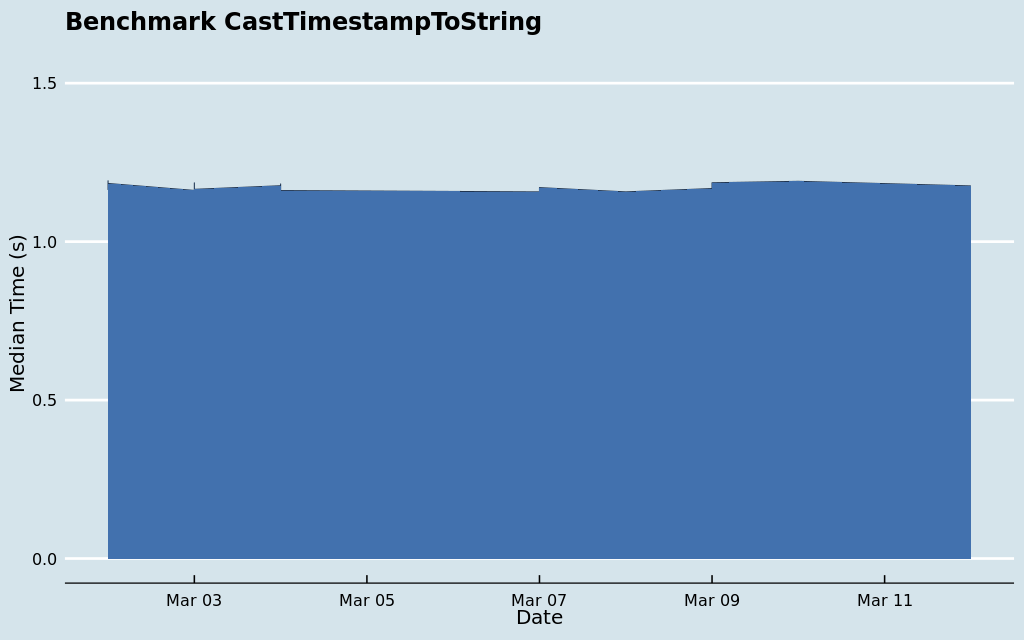 Benchmark CastTimestampToString
Median Time (s)
1.5
1.0
0.5
0.0
Mar 03
Mar 05
Mar 07
Mar 09
Mar 11
Date